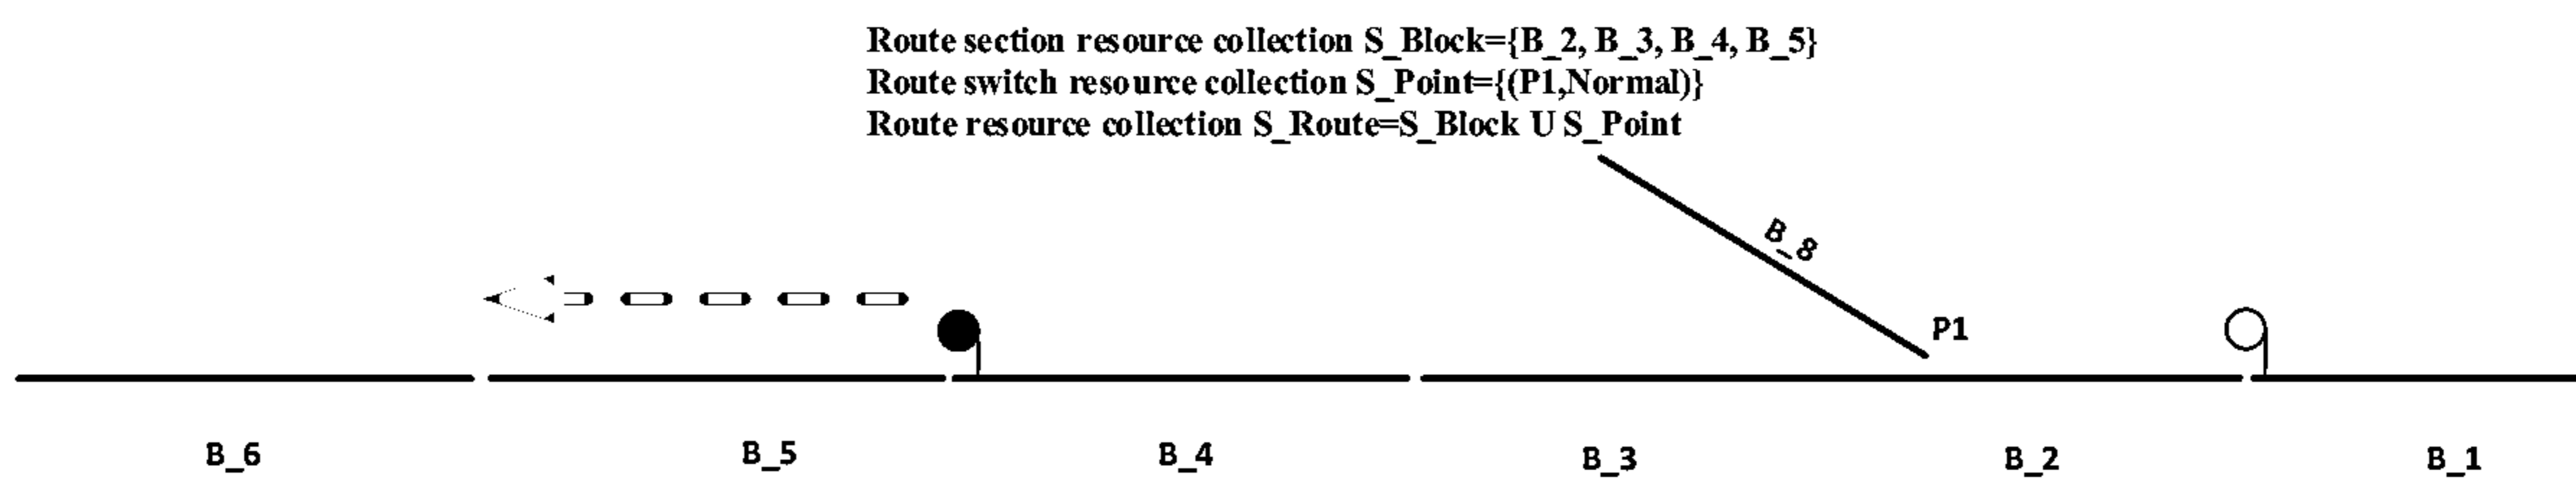 Route section resource collection S_Block={B_2, B_3, B_4, B_5}
Route switch resource collection S_Point={(P1,Normal)}
Route resource collection S_Route=S_Block U S_Point
B_8
P1
B_6
B_5
B_4
B_3
B_2
B_1